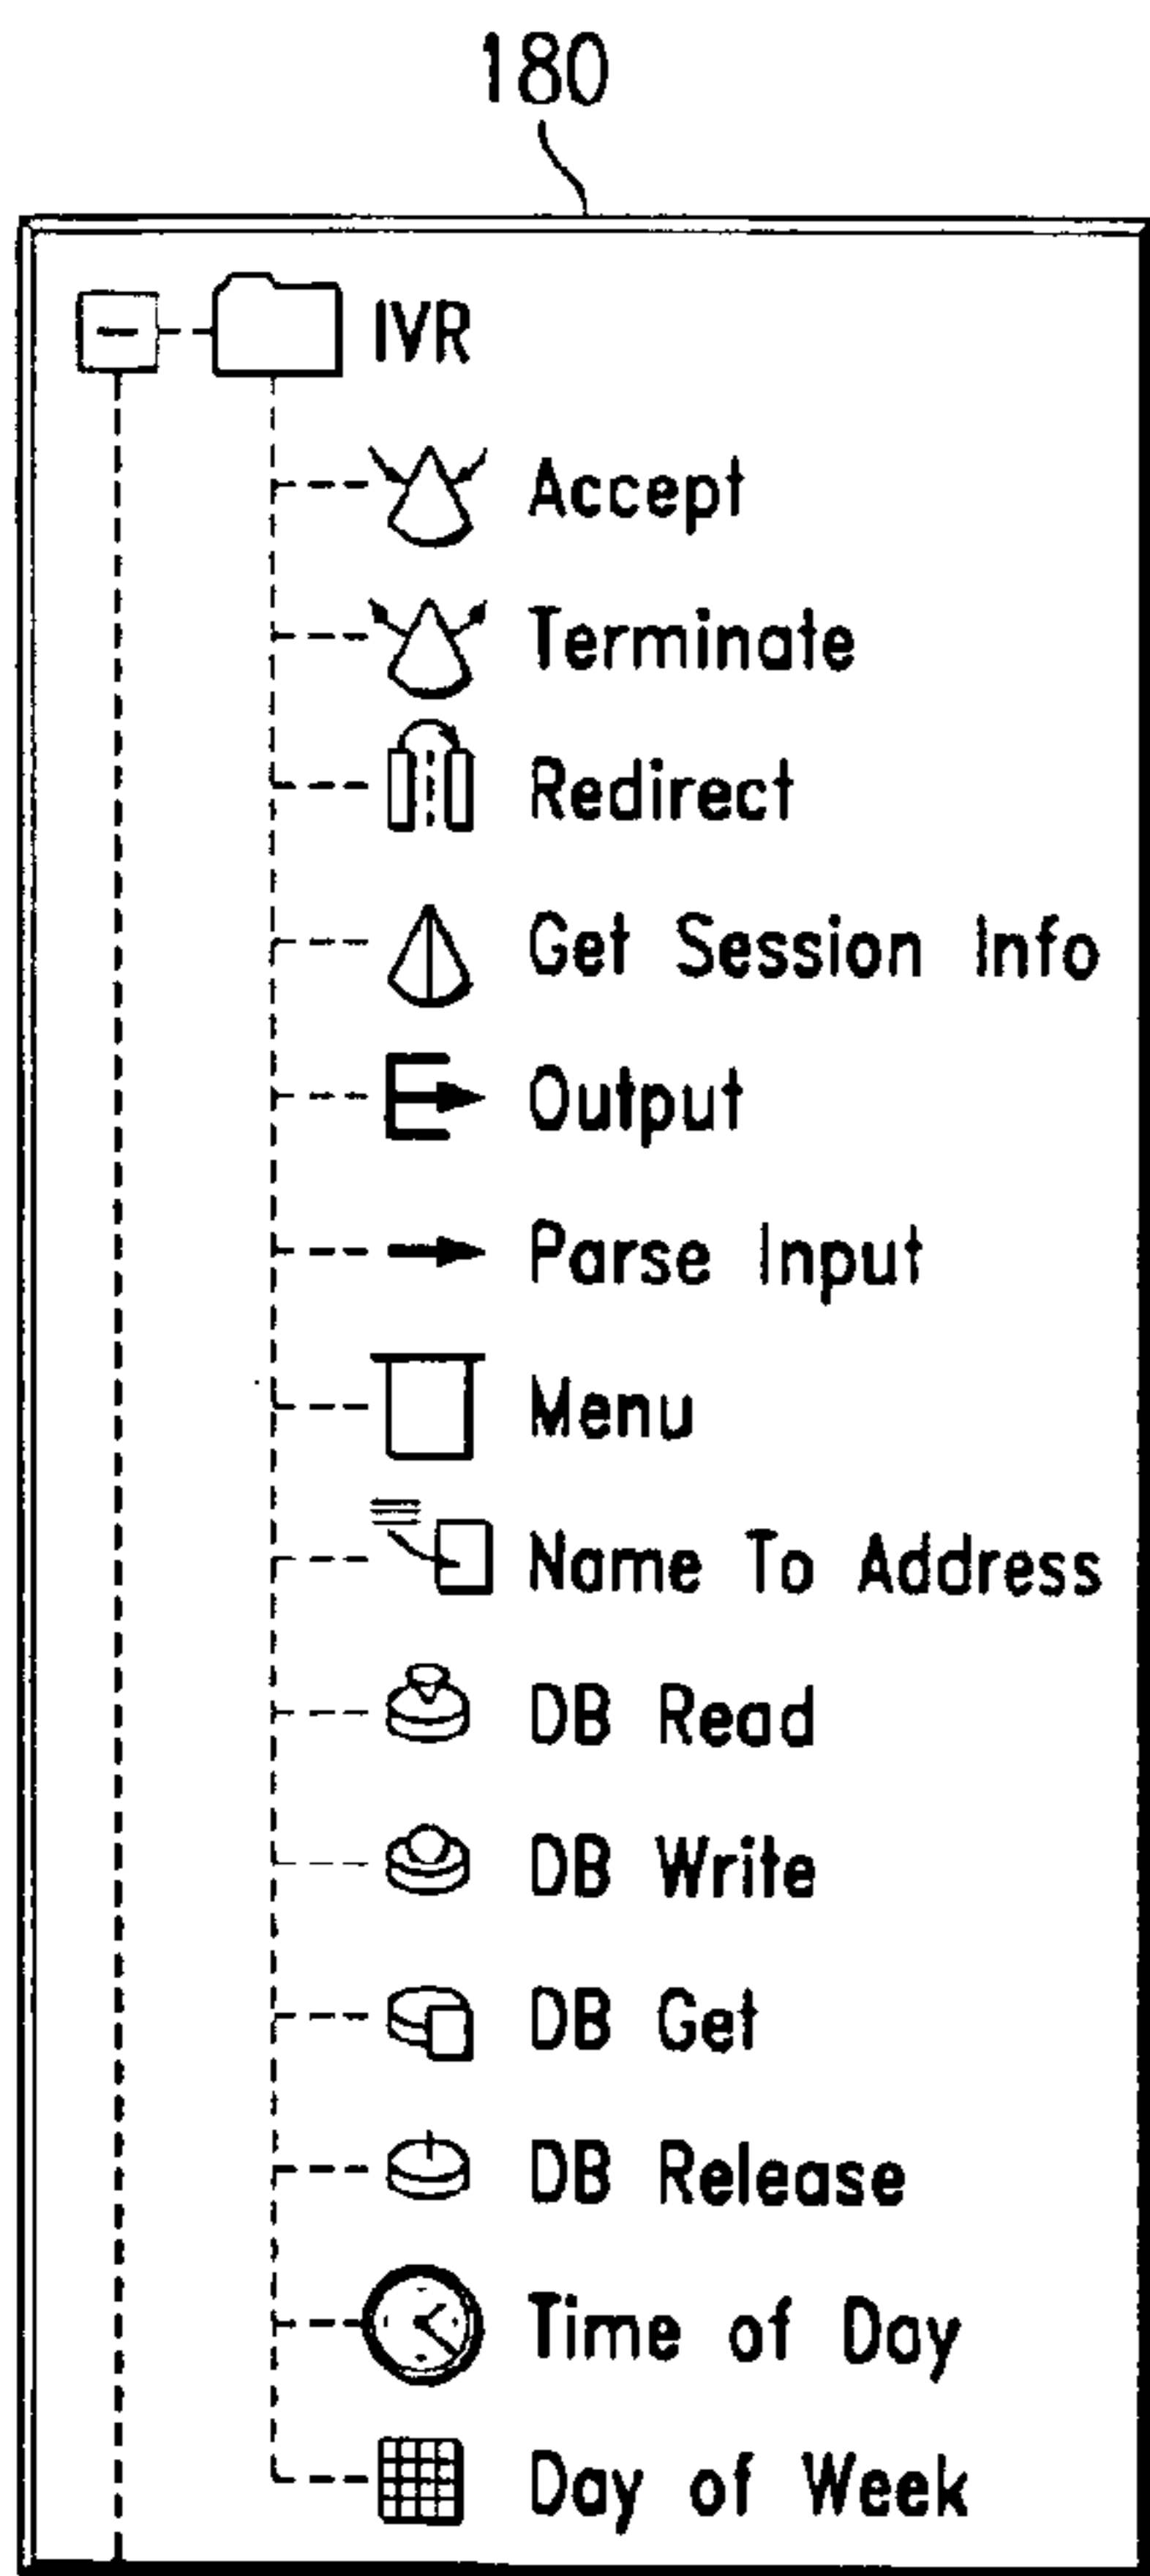 180
IVR
Accept
Terminate
Redirect
Get Session Info
Output
Parse Input
Menu
Name To Address
DB Read
DB Write
DB Get
DB Release
Time of Day
Day of Week